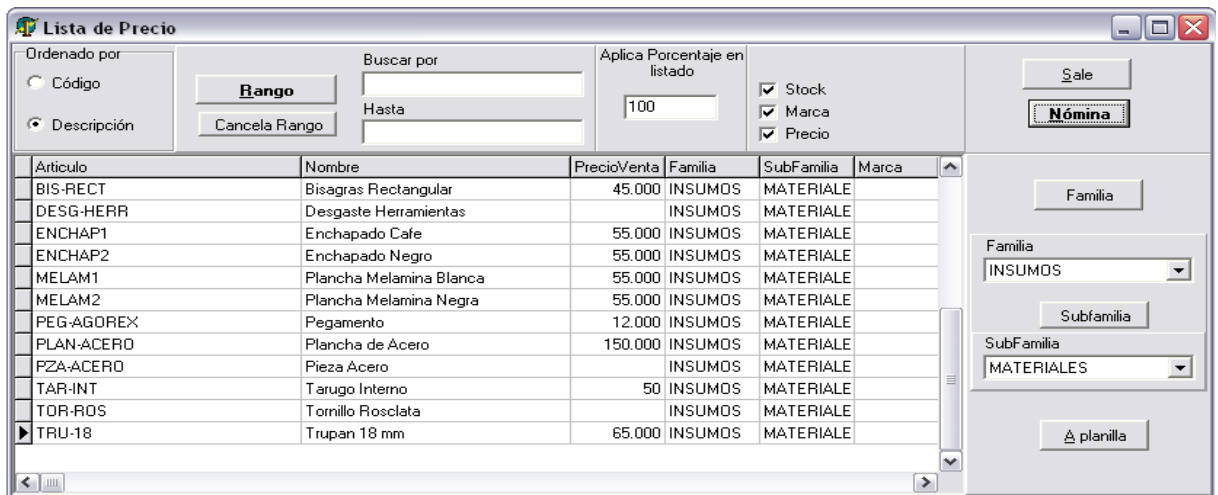 Lista de Precio
Ordenado por
Código
Descripción
Rango
Cancela Rango
Buscar por
Hasta
Aplica Porcentaje en
listado
100
Stock
Marca
Precio
Sale
Nómina
Articulo Nombre PrecioVenta Familia SubFamilia Marca
BIS-RECT Bisagras Rectangular 45.000 INSUMOS MATERIALE
DESG-HERR Desgaste Herramientas INSUMOS MATERIALE
ENCHAP1 Enchapado Cafe 55.000 INSUMOS MATERIALE
ENCHAP2 Enchapado Negro 55.000 INSUMOS MATERIALE
MELAM1 Plancha Melamina Blanca 55.000 INSUMOS MATERIALE
MELAM2 Plancha Melamina Negra 55.000 INSUMOS MATERIALE
PEG-AGOREX Pegamento 12.000 INSUMOS MATERIALE
PLAN-ACERO Plancha de Acero 150.000 INSUMOS MATERIALE
PZA-ACERO Pieza Acero INSUMOS MATERIALE
TAR-INT Tarugo Interno 50 INSUMOS MATERIALE
TOR-ROS Tornillo Rosclata INSUMOS MATERIALE
TRU-18 Trupan 18 mm 65.000 INSUMOS MATERIALE
Familia
Familia
INSUMOS
Subfamilia
SubFamilia
MATERIALES
A planilla